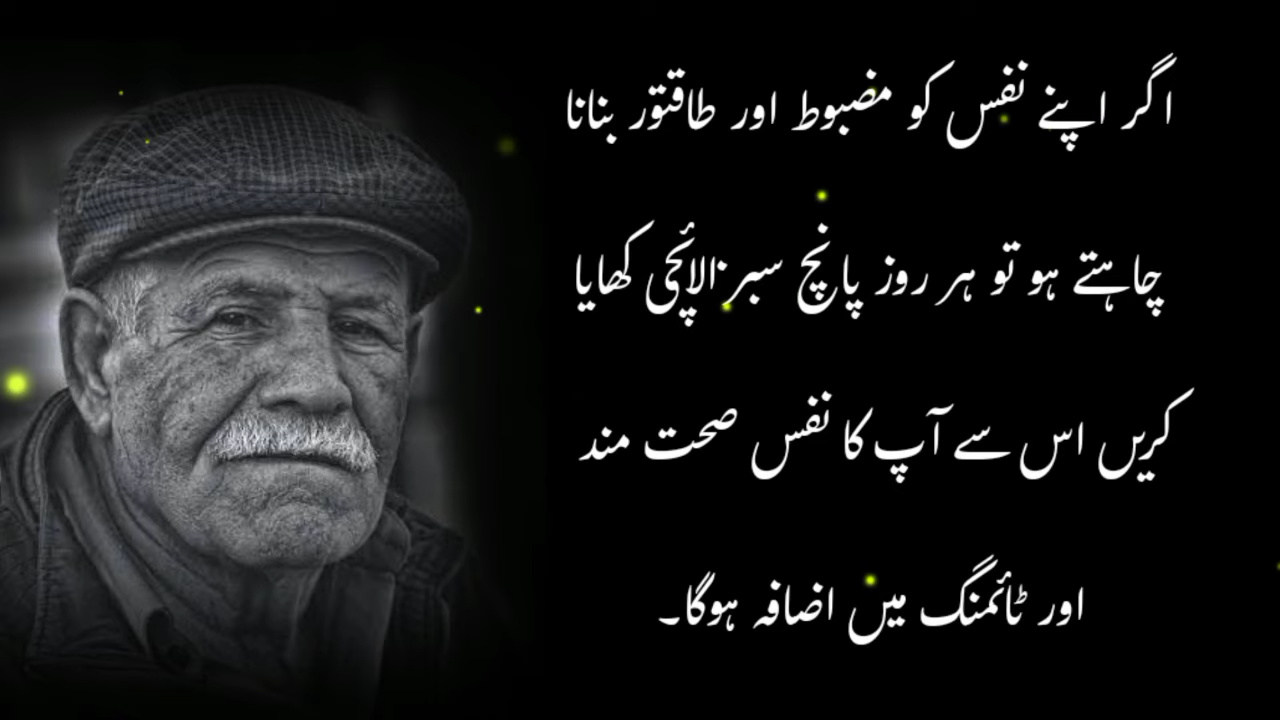 اگر اپنے نفس کو مضبوط اور طاقتور بنانا
چاہتے ہو تو ہر روز پانچ سبز الائچی کھایا
کریں اس سے آپ کا نفس صحت مند
اور ٹائمنگ میں اضافہ ہوگا۔